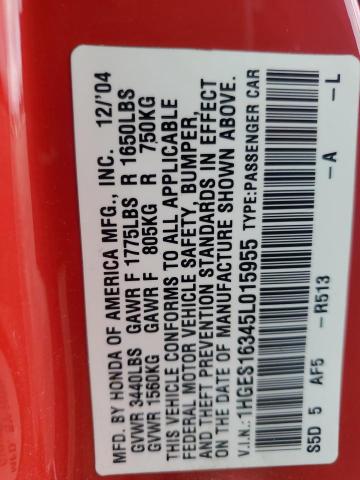 MFD. BY HONDA OF AMERICA MFG., INC. 12/'04
GVWR 3440LBS GAWR F 1775LBS R 1650LBS
GVWR 1560KG GAWR F 805KG R 750KG
THIS VEHICLE CONFORMS TO ALL APPLICABLE
FEDERAL MOTOR VEHICLE SAFETY, BUMPER,
AND THEFT PREVENTION STANDARDS IN EFFECT
ON THE DATE OF MANUFACTURE SHOWN ABOVE.
V.I.N.:1HGES16345L015955 TYPE:PASSENGER CAR
S5D 5 AF5 -R513 -A -L